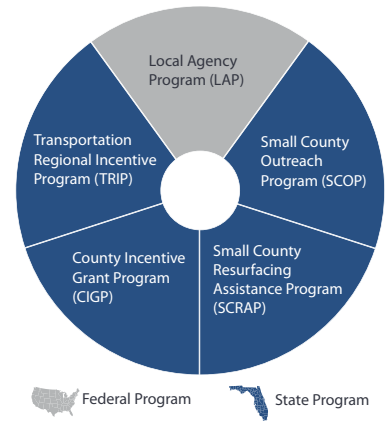 Local Agency
Program (LAP)
Transportation
Regional Incentive
Program (TRIP)
Small County
Outreach
Program (SCOP)
County Incentive
Grant Program
(CIGP)
Small County
Resurfacing
Assistance Program
(SCRAP)
Federal Program
State Program